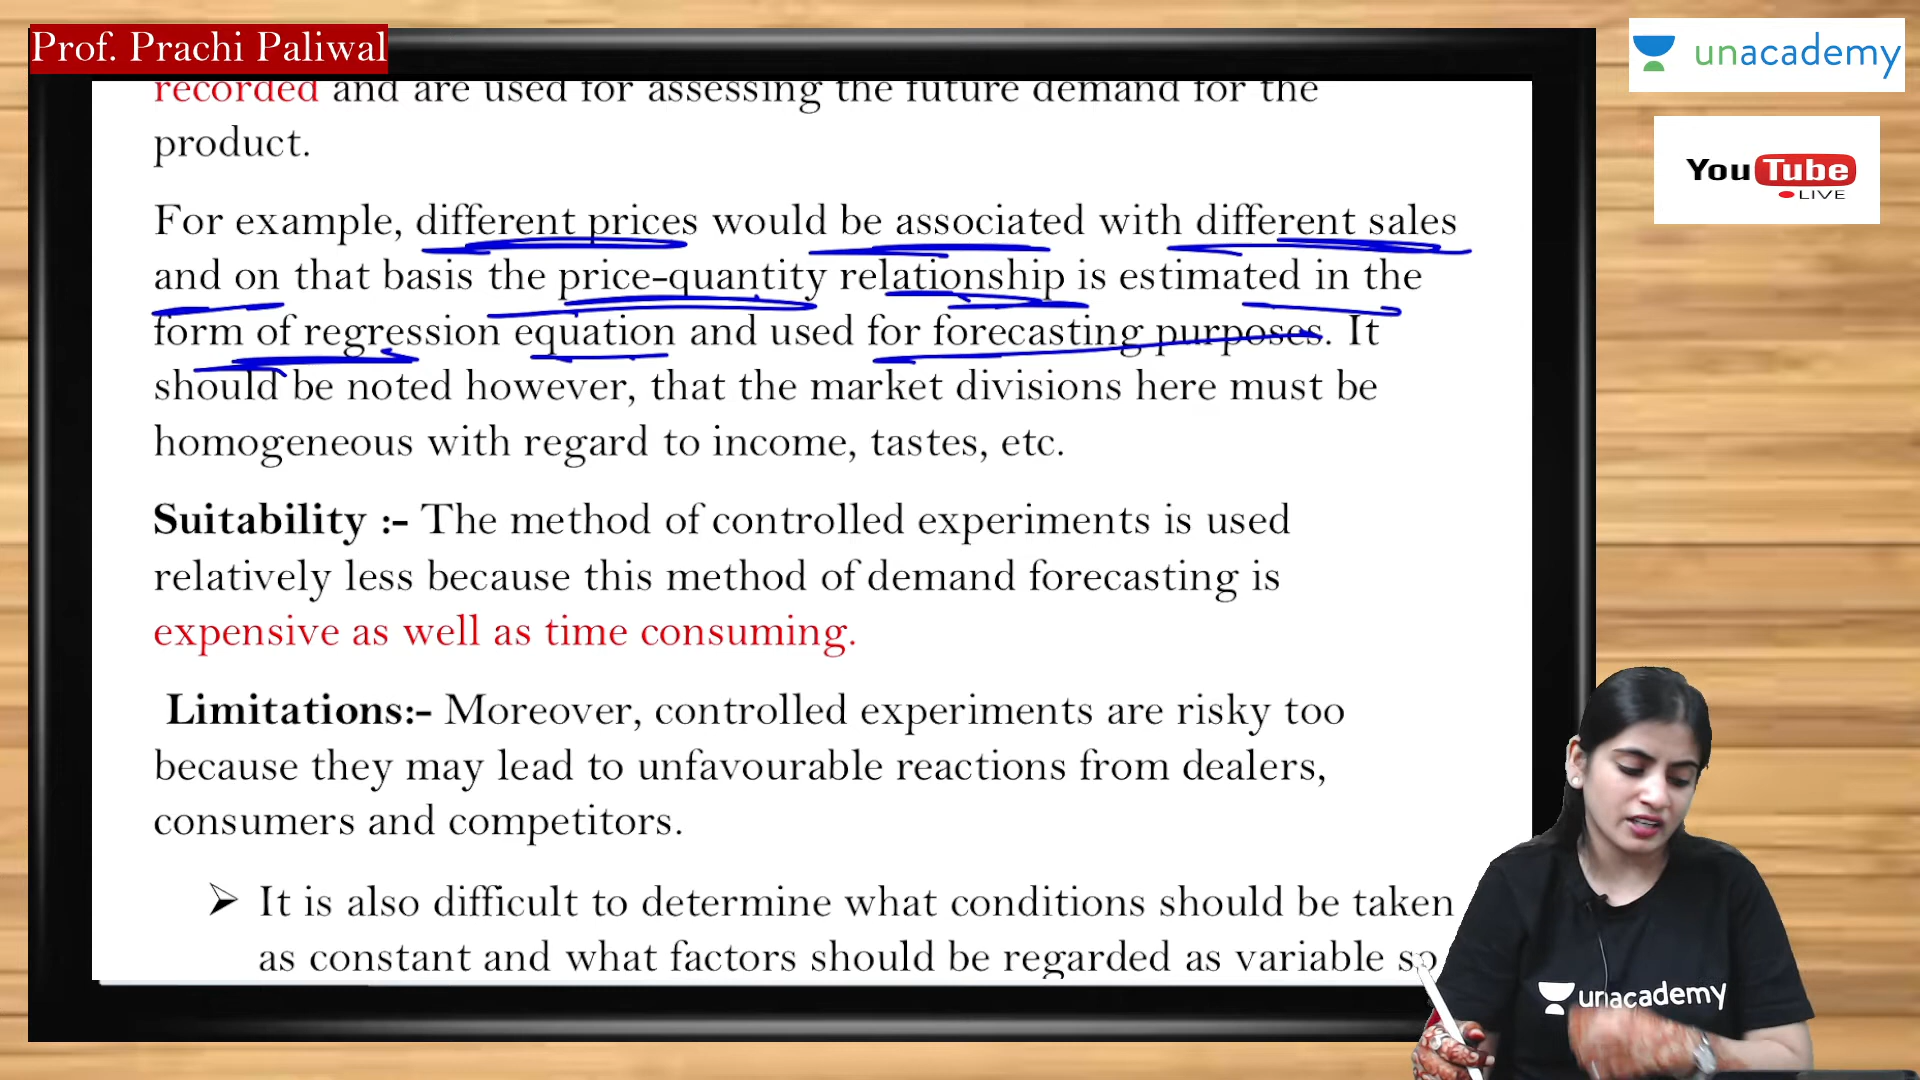 Prof. Prachi Paliwal
unacademy
YouTube
LIVE
recorded and are used for assessing the future demand for the
product.
For example, different prices would be associated with different sales
and on that basis the price-quantity relationship is estimated in the
form of regression equation and used for forecasting purposes. It
should be noted however, that the market divisions here must be
homogeneous with regard to income, tastes, etc.
Suitability :- The method of controlled experiments is used
relatively less because this method of demand forecasting is
expensive as well as time consuming.
Limitations:- Moreover, controlled experiments are risky too
because they may lead to unfavourable reactions from dealers,
consumers and competitors.
➢ It is also difficult to determine what conditions should be taken
as constant and what factors should be regarded as variable so
unacademy